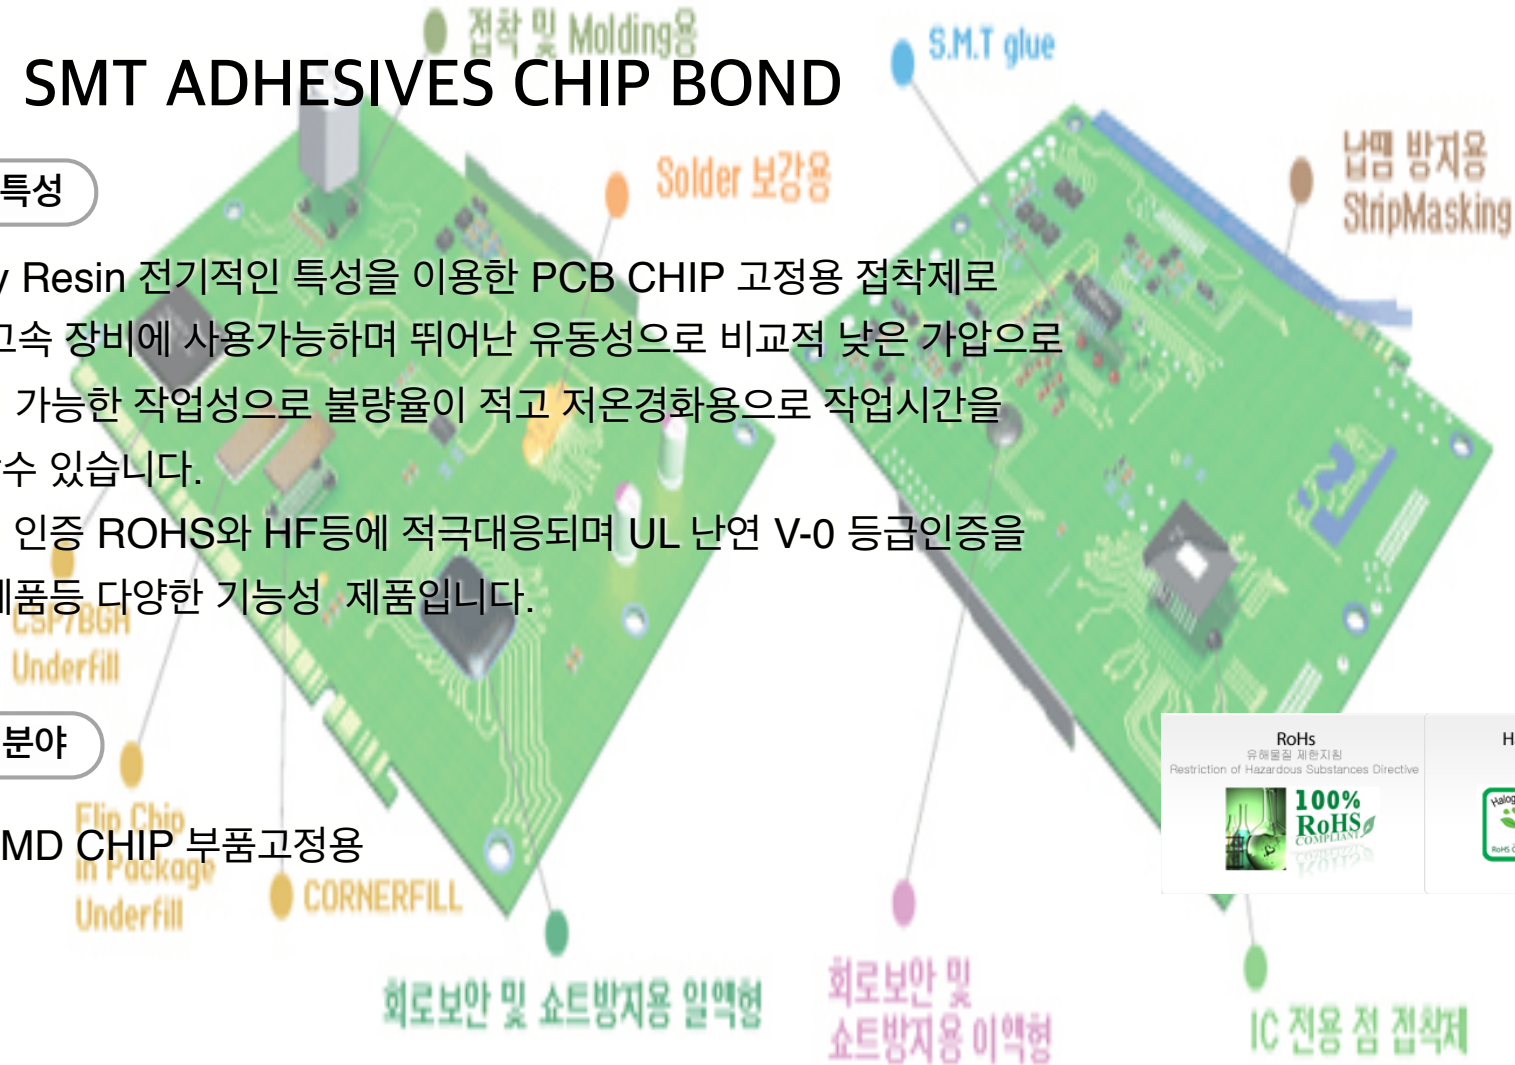 접착 및 Molding용
SMT ADHESIVES CHIP BOND
S.M.T glue
Solder 보강용
납땜 방지용
StripMasking
특성
y Resin 전기적인 특성을 이용한 PCB CHIP 고정용 접착제로
고속 장비에 사용가능하며 뛰어난 유동성으로 비교적 낮은 가압으로
가능한 작업성으로 불량율이 적고 저온경화용으로 작업시간을
수 있습니다.
인증 ROHS와 HF등에 적극대응되며 UL 난연 V-0 등급인증을
제품등 다양한 기능성 제품입니다.
CSP/BGA
Underfill
분야
Flip Chip
in Package
Underfill
MD CHIP 부품고정용
CORNERFILL
RoHs
유해물질 제한지침
Restriction of Hazardous Substances Directive
100%
RoHS
COMPLIANT
H
Halog
RoHS
회로보안 및 쇼트방지용 일액형
회로보안 및
쇼트방지용 이액형
IC 전용 점 접착제